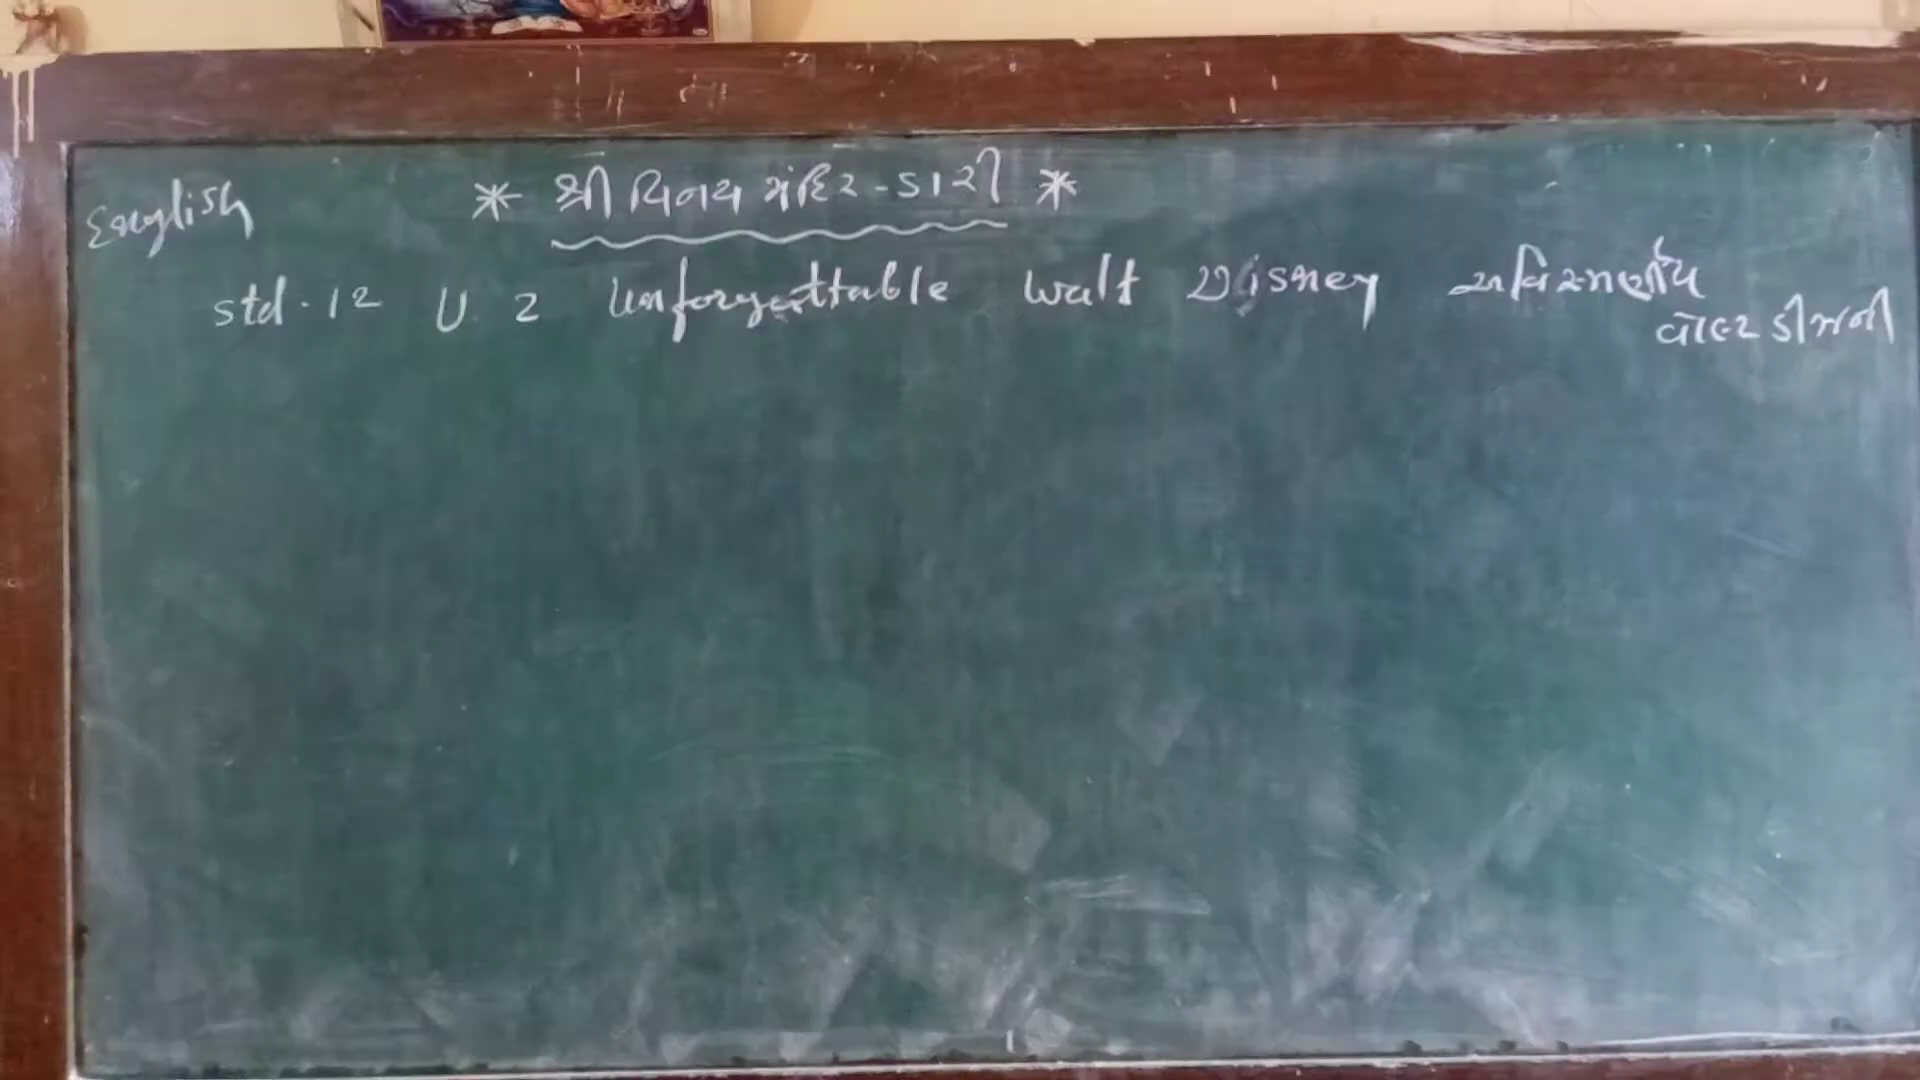 English
* શ્રી વિનય મંદિર - ડારી *
std. 12 U 2 Unforgettable Walt Disney અવિસ્મરણીય
વોલ્ટ ડીઝની